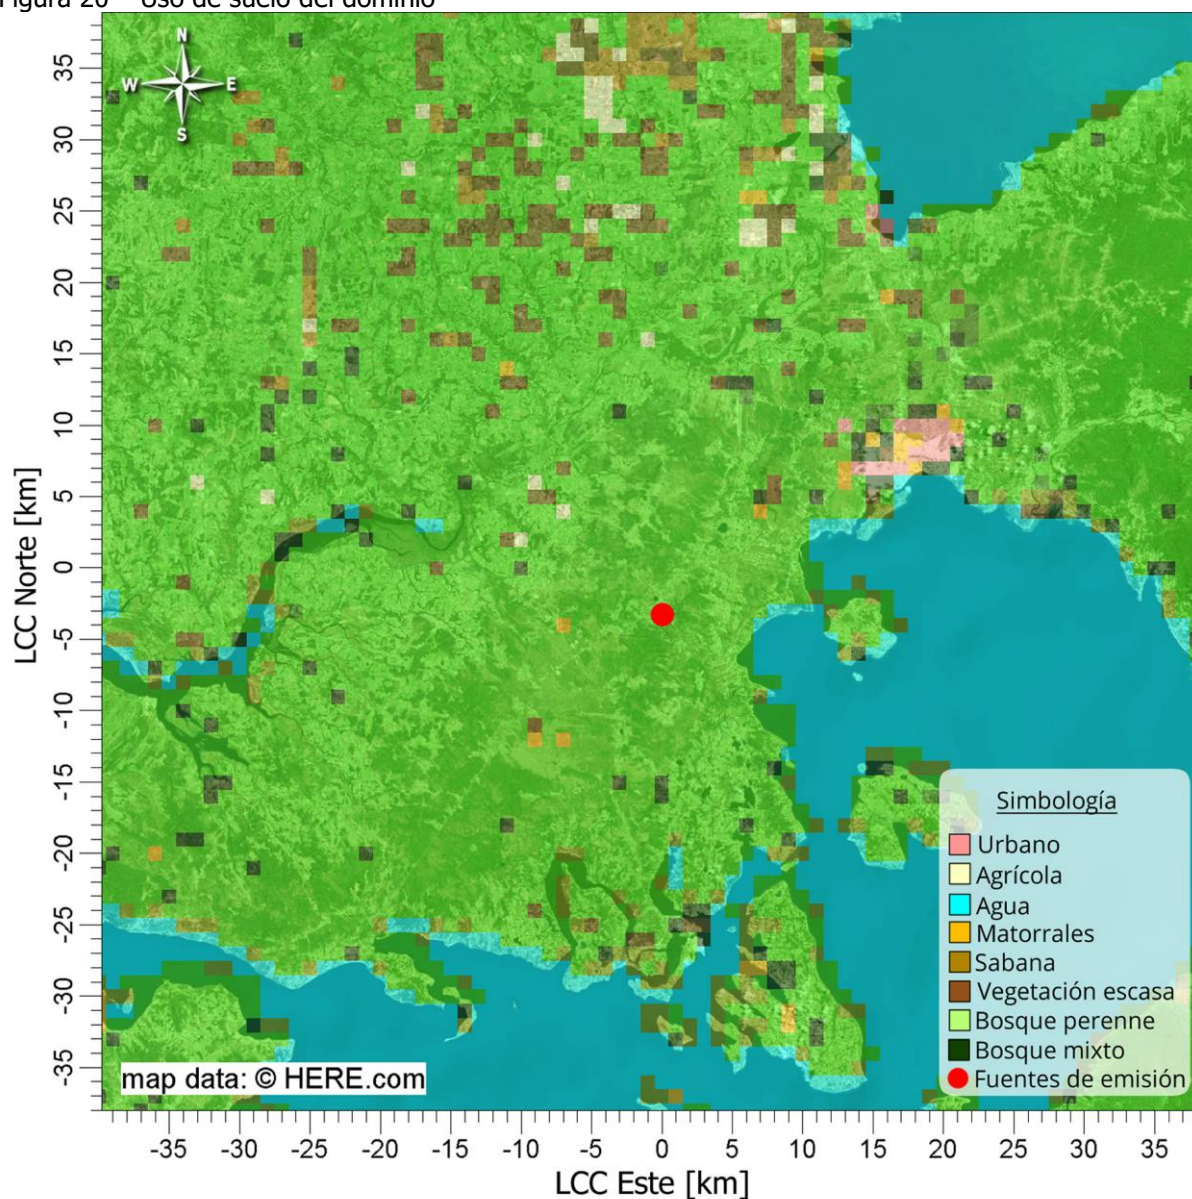 Figura 20 – Uso de suelo del dominio
N
W E
S
35
30
25
20
15
10
5
0
-5
-10
-15
-20
-25
-30
-35
LCC Norte [km]
Simbología
Urbano
Agrícola
Agua
Matorrales
Sabana
Vegetación escasa
Bosque perenne
Bosque mixto
Fuentes de emisión
map data: © HERE.com
-35 -30 -25 -20 -15 -10 -5 0 5 10 15 20 25 30 35
LCC Este [km]